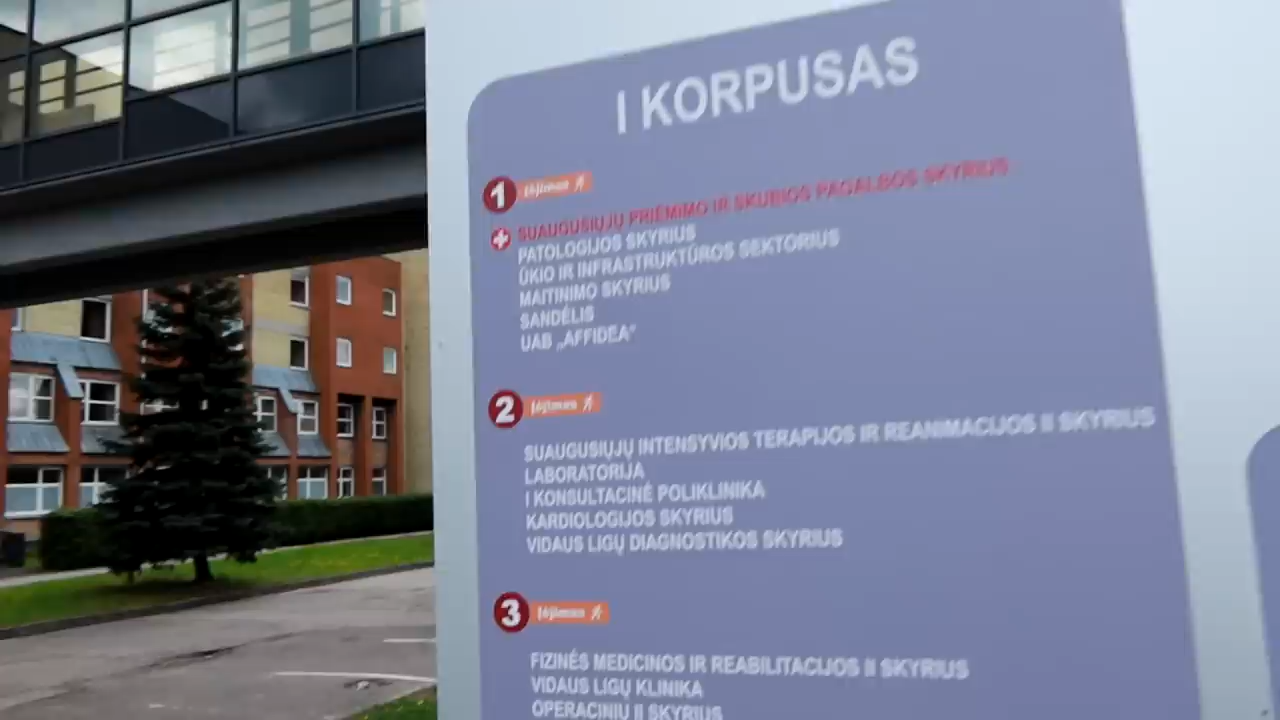 I KORPUSAS
1 Įėjimas
SUAUGUSIŲJŲ PRIĖMIMO IR SKUBIOS PAGALBOS SKYRIUS
PATOLOGIJOS SKYRIUS
ŪKIO IR INFRASTRUKTŪROS SEKTORIUS
MAITINIMO SKYRIUS
SANDĖLIS
UAB „AFFIDEA"
2 Įėjimas
SUAUGUSIŲJŲ INTENSYVIOS TERAPIJOS IR REANIMACIJOS II SKYRIUS
LABORATORIJA
I KONSULTACINĖ POLIKLINIKA
KARDIOLOGIJOS SKYRIUS
VIDAUS LIGŲ DIAGNOSTIKOS SKYRIUS
3 Įėjimas
FIZINĖS MEDICINOS IR REABILITACIJOS II SKYRIUS
VIDAUS LIGŲ KLINIKA
OPERACINIŲ II SKYRIUS